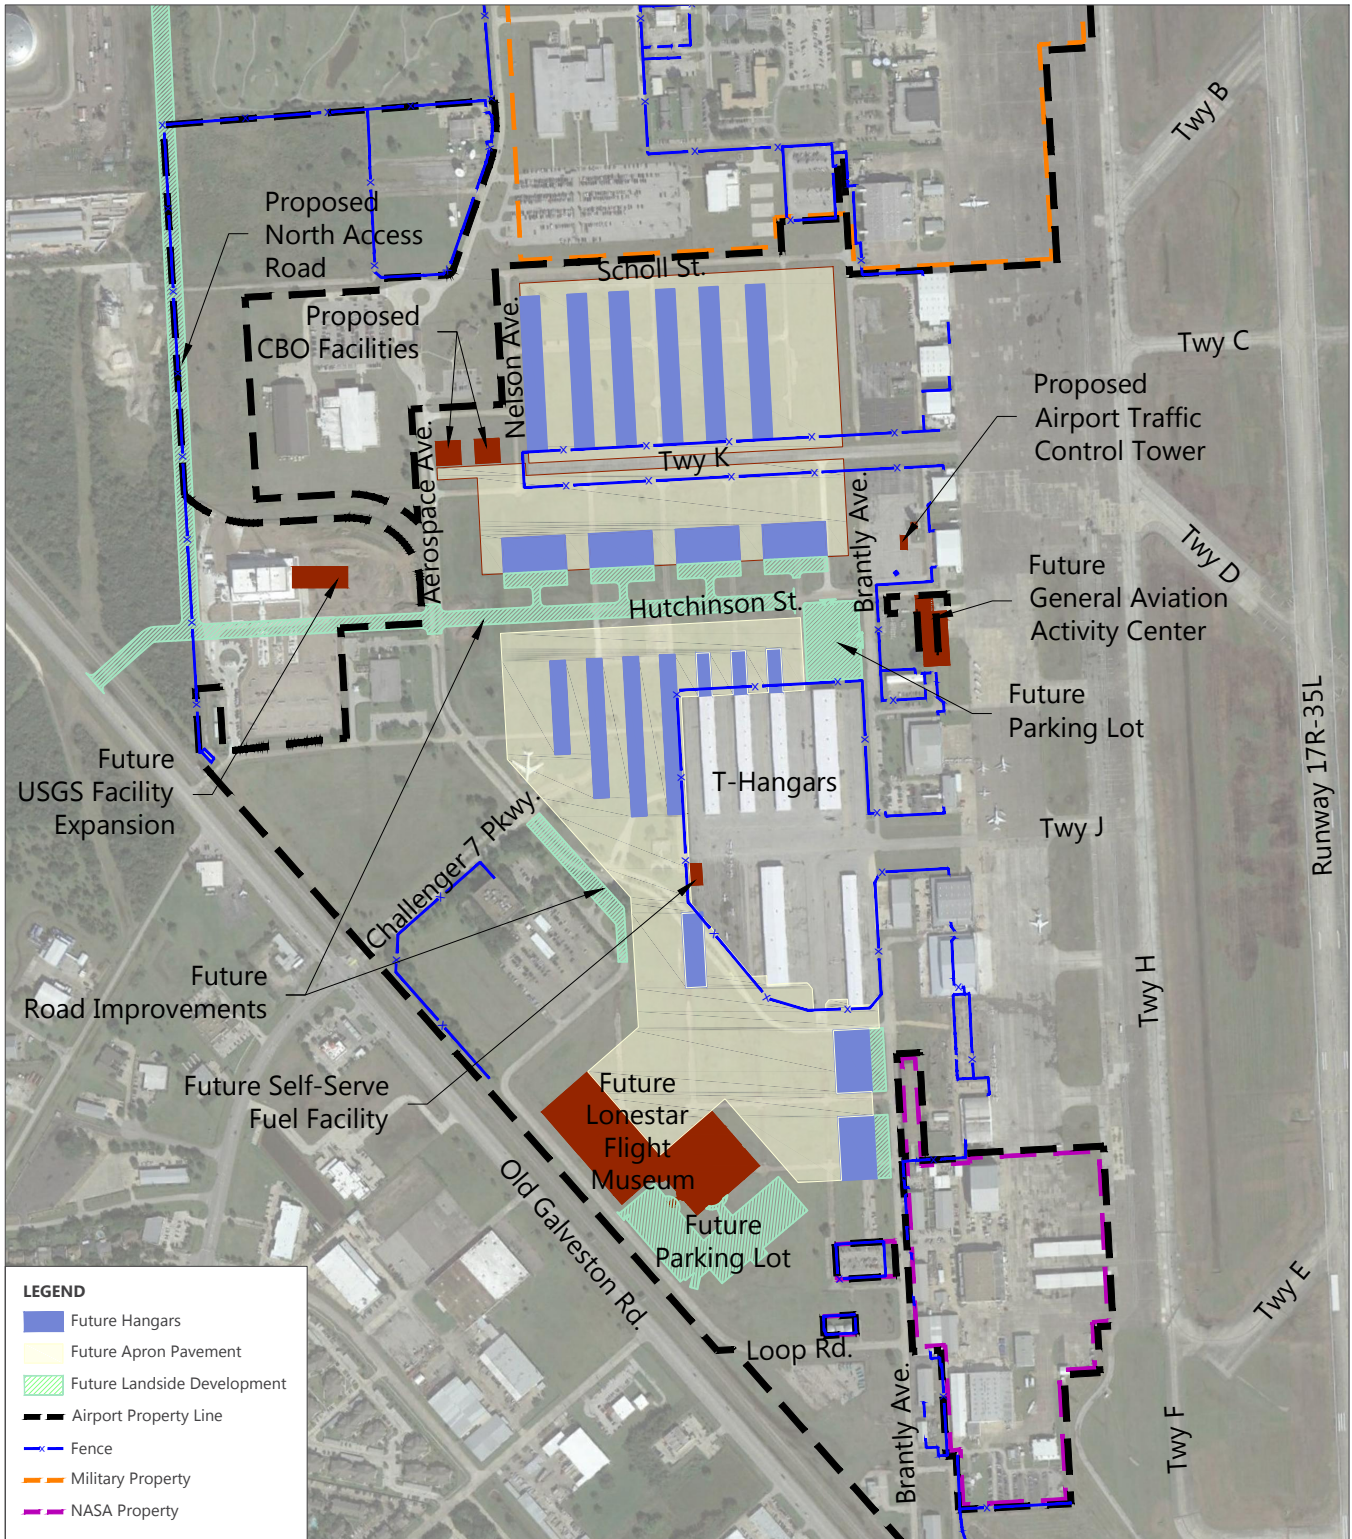 Twy B
Proposed
North Access
Road
Scholl St.
Proposed
CBO Facilities
Nelson Ave.
Twy C
Proposed
Airport Traffic
Control Tower
Twy K
Aerospace Ave.
Brantly Ave.
Twy D
Future
General Aviation
Activity Center
Hutchinson St.
Future
Parking Lot
Runway 17R-35L
Future
USGS Facility
Expansion
T-Hangars
Twy J
Challenger 7 Pkwy.
Future
Road Improvements
Twy H
Future Self-Serve
Fuel Facility
Future
Lonestar
Flight
Museum
Old Galveston Rd.
Future
Parking Lot
Twy E
Loop Rd.
Brantly Ave.
Twy F
LEGEND
Future Hangars
Future Apron Pavement
Future Landside Development
Airport Property Line
Fence
Military Property
NASA Property